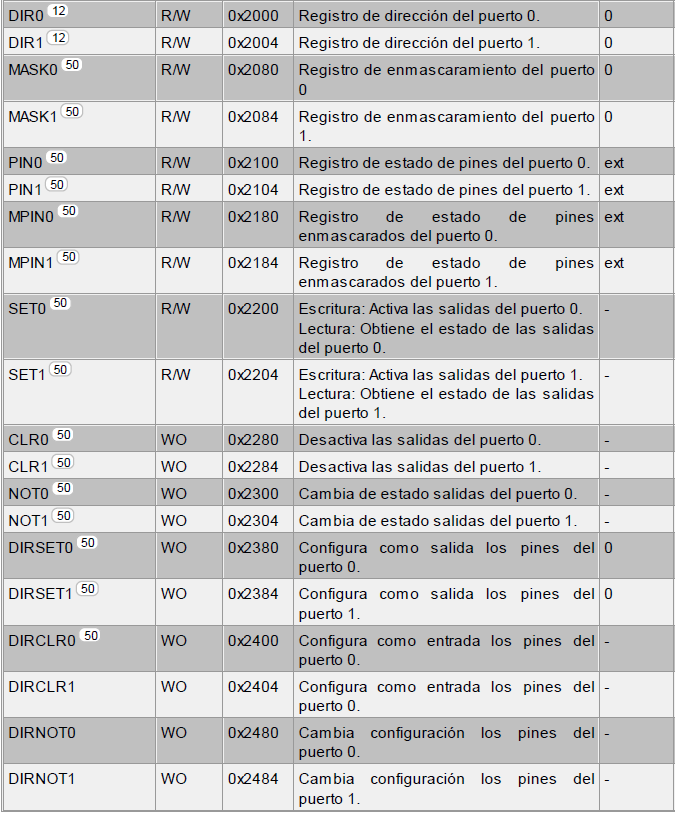 DIR0 12 R/W 0x2000 Registro de dirección del puerto 0. 0
DIR1 12 R/W 0x2004 Registro de dirección del puerto 1. 0
MASK0 50 R/W 0x2080 Registro de enmascaramiento del puerto 0
0
MASK1 50 R/W 0x2084 Registro de enmascaramiento del puerto 0
1.
PIN0 50 R/W 0x2100 Registro de estado de pines del puerto 0. ext
PIN1 50 R/W 0x2104 Registro de estado de pines del puerto 1. ext
MPIN0 50 R/W 0x2180 Registro de estado de pines ext
enmascarados del puerto 0.
MPIN1 50 R/W 0x2184 Registro de estado de pines ext
enmascarados del puerto 1.
SET0 50 R/W 0x2200 Escritura: Activa las salidas del puerto 0. -
Lectura: Obtiene el estado de las salidas
del puerto 0.
SET1 50 R/W 0x2204 Escritura: Activa las salidas del puerto 1. -
Lectura: Obtiene el estado de las salidas
del puerto 1.
CLR0 50 WO 0x2280 Desactiva las salidas del puerto 0. -
CLR1 50 WO 0x2284 Desactiva las salidas del puerto 1. -
NOT0 50 WO 0x2300 Cambia de estado salidas del puerto 0. -
NOT1 50 WO 0x2304 Cambia de estado salidas del puerto 1. -
DIRSET0 50 WO 0x2380 Configura como salida los pines del 0
puerto 0.
DIRSET1 50 WO 0x2384 Configura como salida los pines del 0
puerto 1.
DIRCLR0 50 WO 0x2400 Configura como entrada los pines del -
puerto 0.
DIRCLR1 WO 0x2404 Configura como entrada los pines del -
puerto 0.
DIRNOT0 WO 0x2480 Cambia configuración los pines del -
puerto 0.
DIRNOT1 WO 0x2484 Cambia configuración los pines del -
puerto 1.